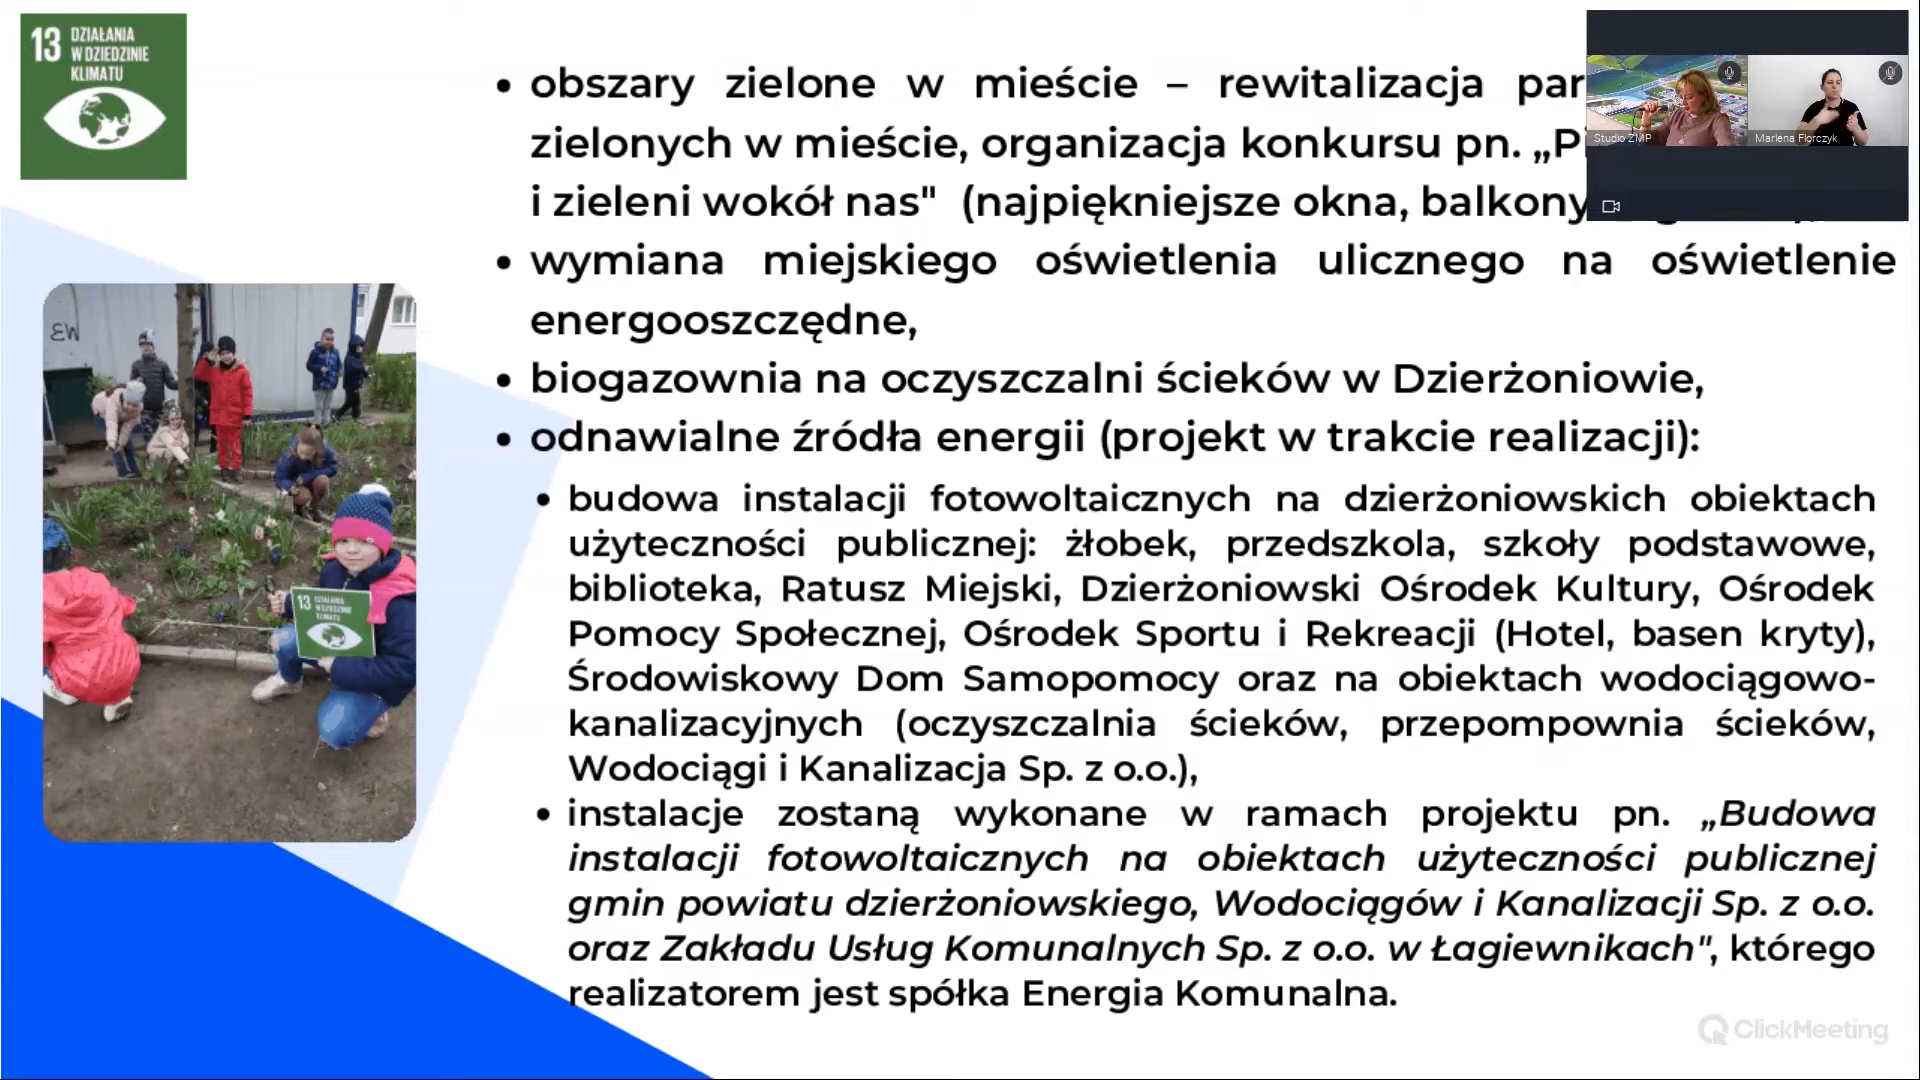 13 DZIAŁANIA
W DZIEDZINIE
KLIMATU
• obszary zielone w mieście – rewitalizacja
zielonych w mieście, organizacja konkursu pn.
i zieleni wokół nas" (najpiękniejsze okna, balkony
• wymiana miejskiego oświetlenia ulicznego na oświetlenie
energooszczędne,
• biogazownia na oczyszczalni ścieków w Dzierżoniowie,
• odnawialne źródła energii (projekt w trakcie realizacji):
• budowa instalacji fotowoltaicznych na dzierżoniowskich obiektach
użyteczności publicznej: żłobek, przedszkola, szkoły podstawowe,
biblioteka, Ratusz Miejski, Dzierżoniowski Ośrodek Kultury, Ośrodek
Pomocy Społecznej, Ośrodek Sportu i Rekreacji (Hotel, basen kryty),
Środowiskowy Dom Samopomocy oraz na obiektach wodociągowo-
kanalizacyjnych (oczyszczalnia ścieków, przepompownia ścieków,
Wodociągi i Kanalizacja Sp. z o.o.),
• instalacje zostaną wykonane w ramach projektu pn. „Budowa
instalacji fotowoltaicznych na obiektach użyteczności publicznej
gmin powiatu dzierżoniowskiego, Wodociągów i Kanalizacji Sp. z o.o.
oraz Zakładu Usług Komunalnych Sp. z o.o. w Łagiewnikach", którego
realizatorem jest spółka Energia Komunalna.
Studio ZMP
Marlena Florczyk
13 DZIAŁANIA
W DZIEDZINIE
KLIMATU
ClickMeeting